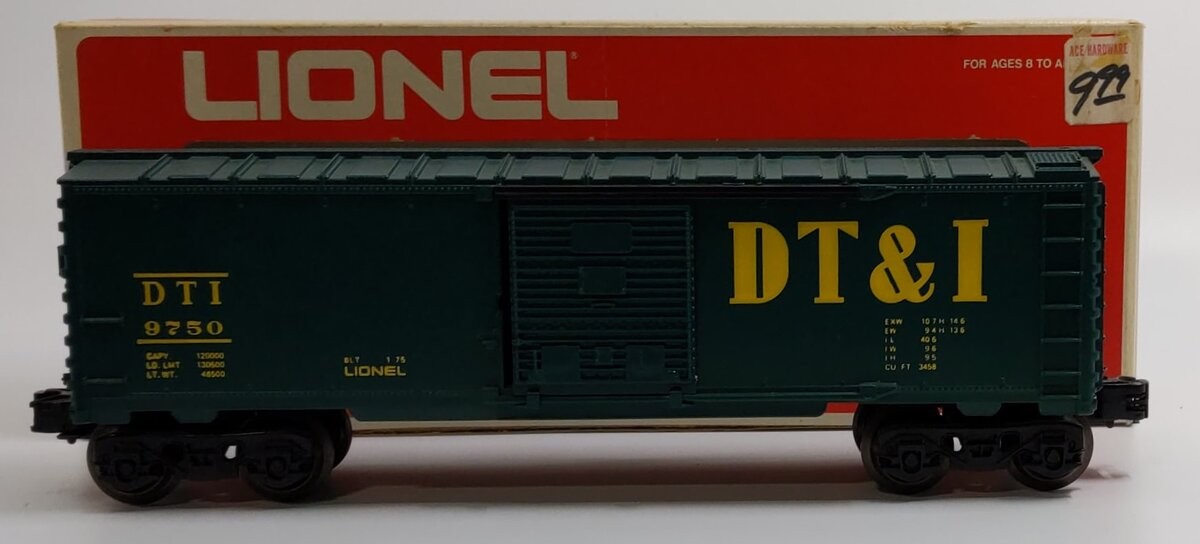 LIONEL®
FOR AGES 8 TO A
ACE HARDWARE
9.99
DTI
9750
CAPY 120000
LD. LMT 130600
LT. WT. 46500
BLT 1 75
LIONEL
DT&I
EXW 10 7 H 14 6
EW 9 4 H 13 6
IL 40 6
IW 9 6
IH 9 5
CU FT 3458